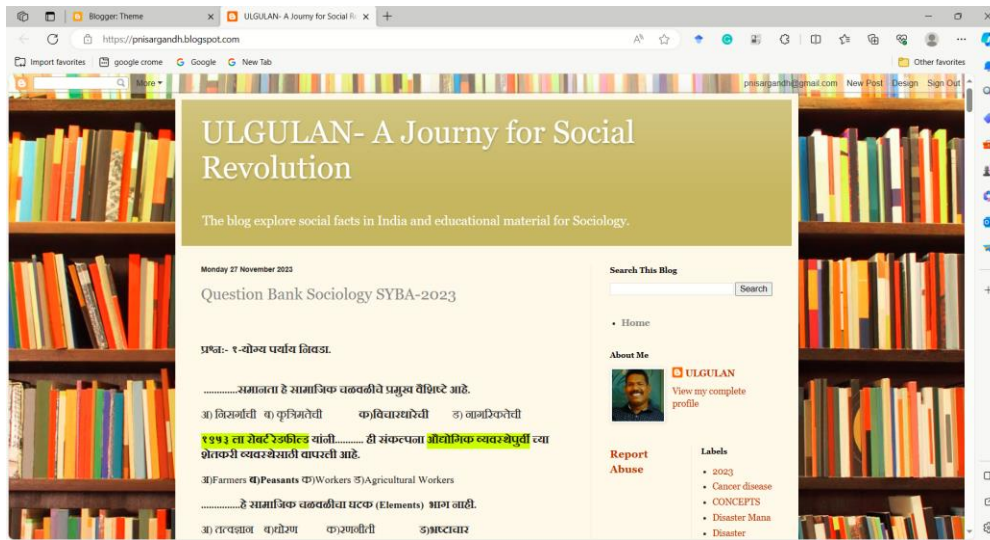 Blogger: Theme
ULGULAN- A Journy for Social Re
https://pnisargandh.blogspot.com
Import favorites
google crome
Google
New Tab
Other favorites
More
pnisargandh@gmail.com New Post Design Sign Out
ULGULAN- A Journy for Social
Revolution
The blog explore social facts in India and educational material for Sociology.
Monday 27 November 2023
Question Bank Sociology SYBA-2023
प्रश्न:- १-योग्य पर्याय निवडा.
.............समानता हे सामाजिक चळवळीचे प्रमुख वैशिष्टे आहे.
अ) निसर्गाची ब) कृत्रिमतेची क)विचारधारेची ड) नागरिकतेची
१९५३ ला रोबर्ट रेडफील्ड यांनी........... ही संकल्पना औद्योगिक व्यवस्थेपुर्वी च्या
शेतकरी व्यवस्थेसाठी वापरली आहे.
अ)Farmers ब)Peasants क)Workers ड)Agricultural Workers
.............हे सामाजिक चळवळीचा घटक (Elements) भाग नाही.
अ) तत्वज्ञान ब)धोरण क)रणनीती ड)भ्रष्टाचार
Search This Blog
Search
Home
About Me
ULGULAN
View my complete
profile
Report
Abuse
Labels
2023
Cancer disease
CONCEPTS
Disaster Mana
Disaster